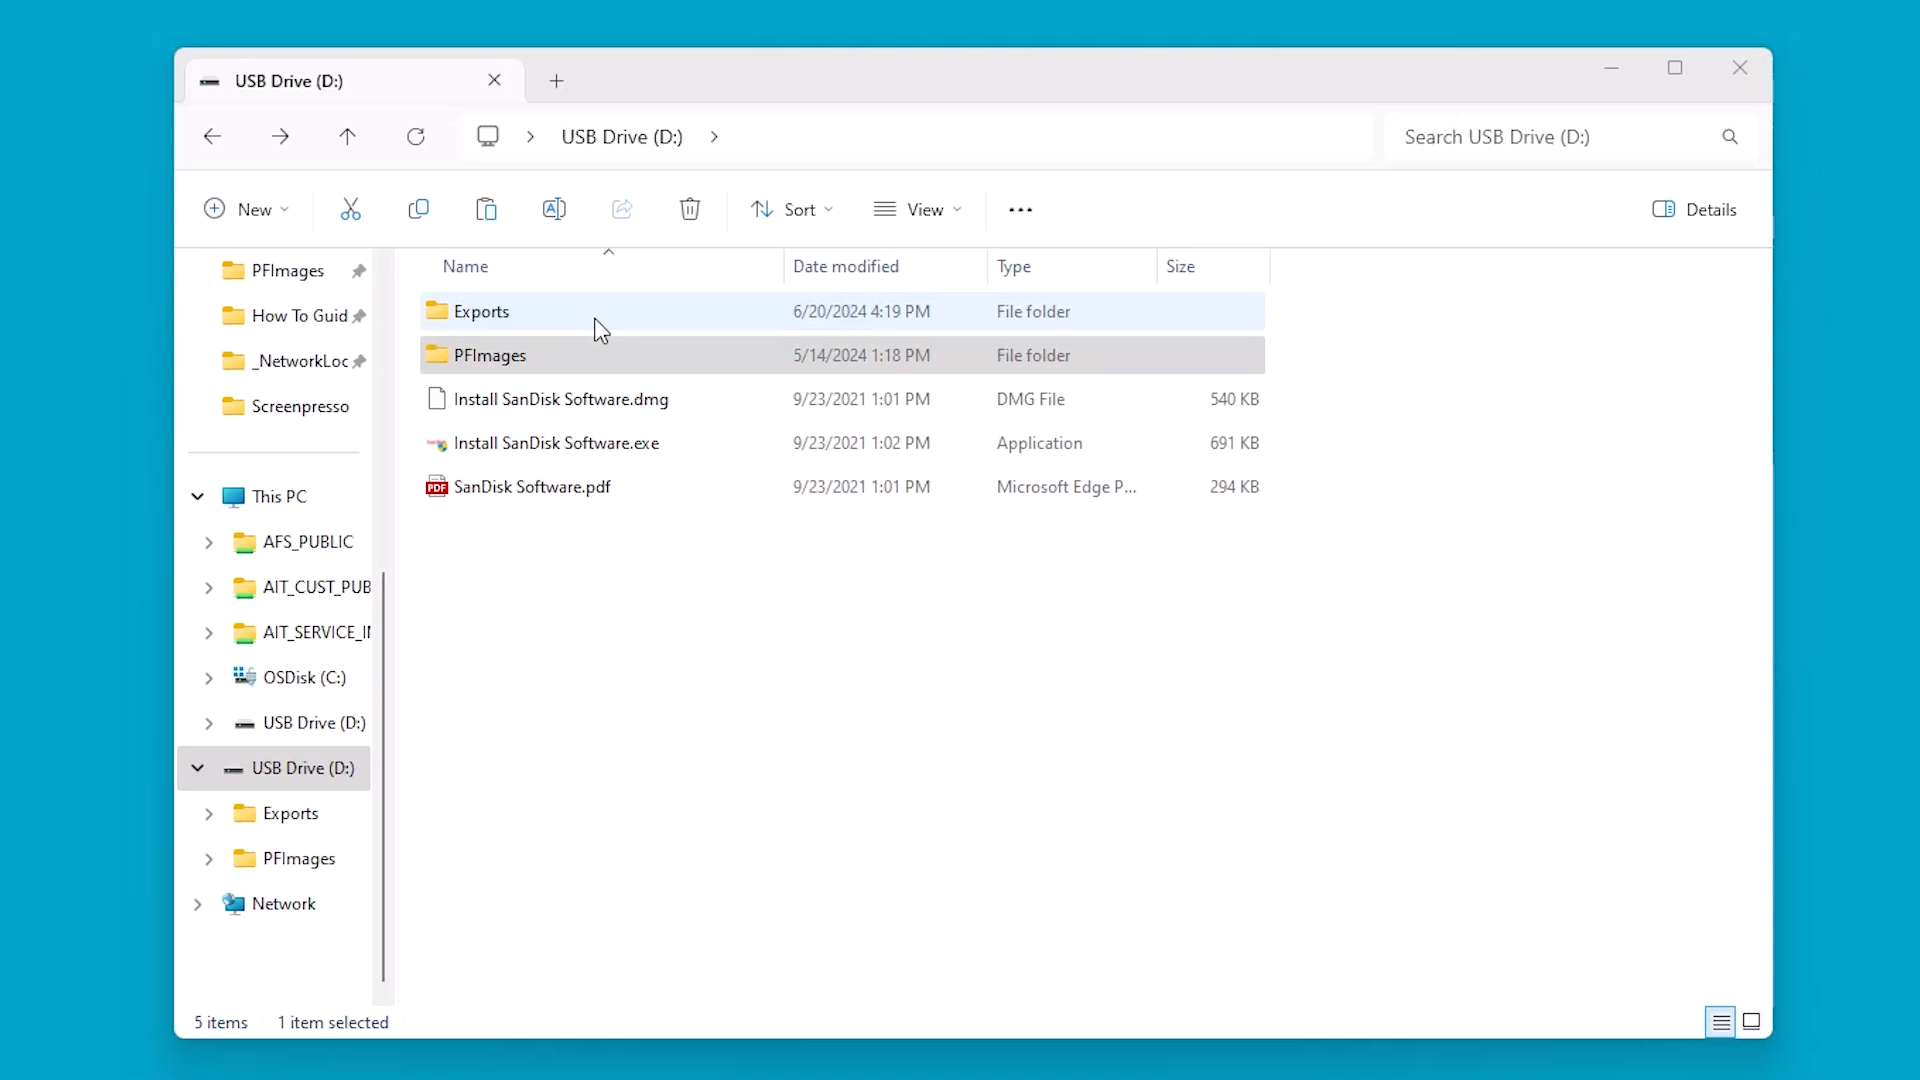 USB Drive (D:)
USB Drive (D:)
Search USB Drive (D:)
New
Sort
View
Details
Name
Date modified
Type
Size
PFImages
How To Guid
_NetworkLoc
Screenpresso
Exports 6/20/2024 4:19 PM File folder
PFImages 5/14/2024 1:18 PM File folder
Install SanDisk Software.dmg 9/23/2021 1:01 PM DMG File 540 KB
Install SanDisk Software.exe 9/23/2021 1:02 PM Application 691 KB
PDF SanDisk Software.pdf 9/23/2021 1:01 PM Microsoft Edge P... 294 KB
This PC
AFS_PUBLIC
AIT_CUST_PUB
AIT_SERVICE_I
OSDisk (C:)
USB Drive (D:)
USB Drive (D:)
Exports
PFImages
Network
5 items
1 item selected